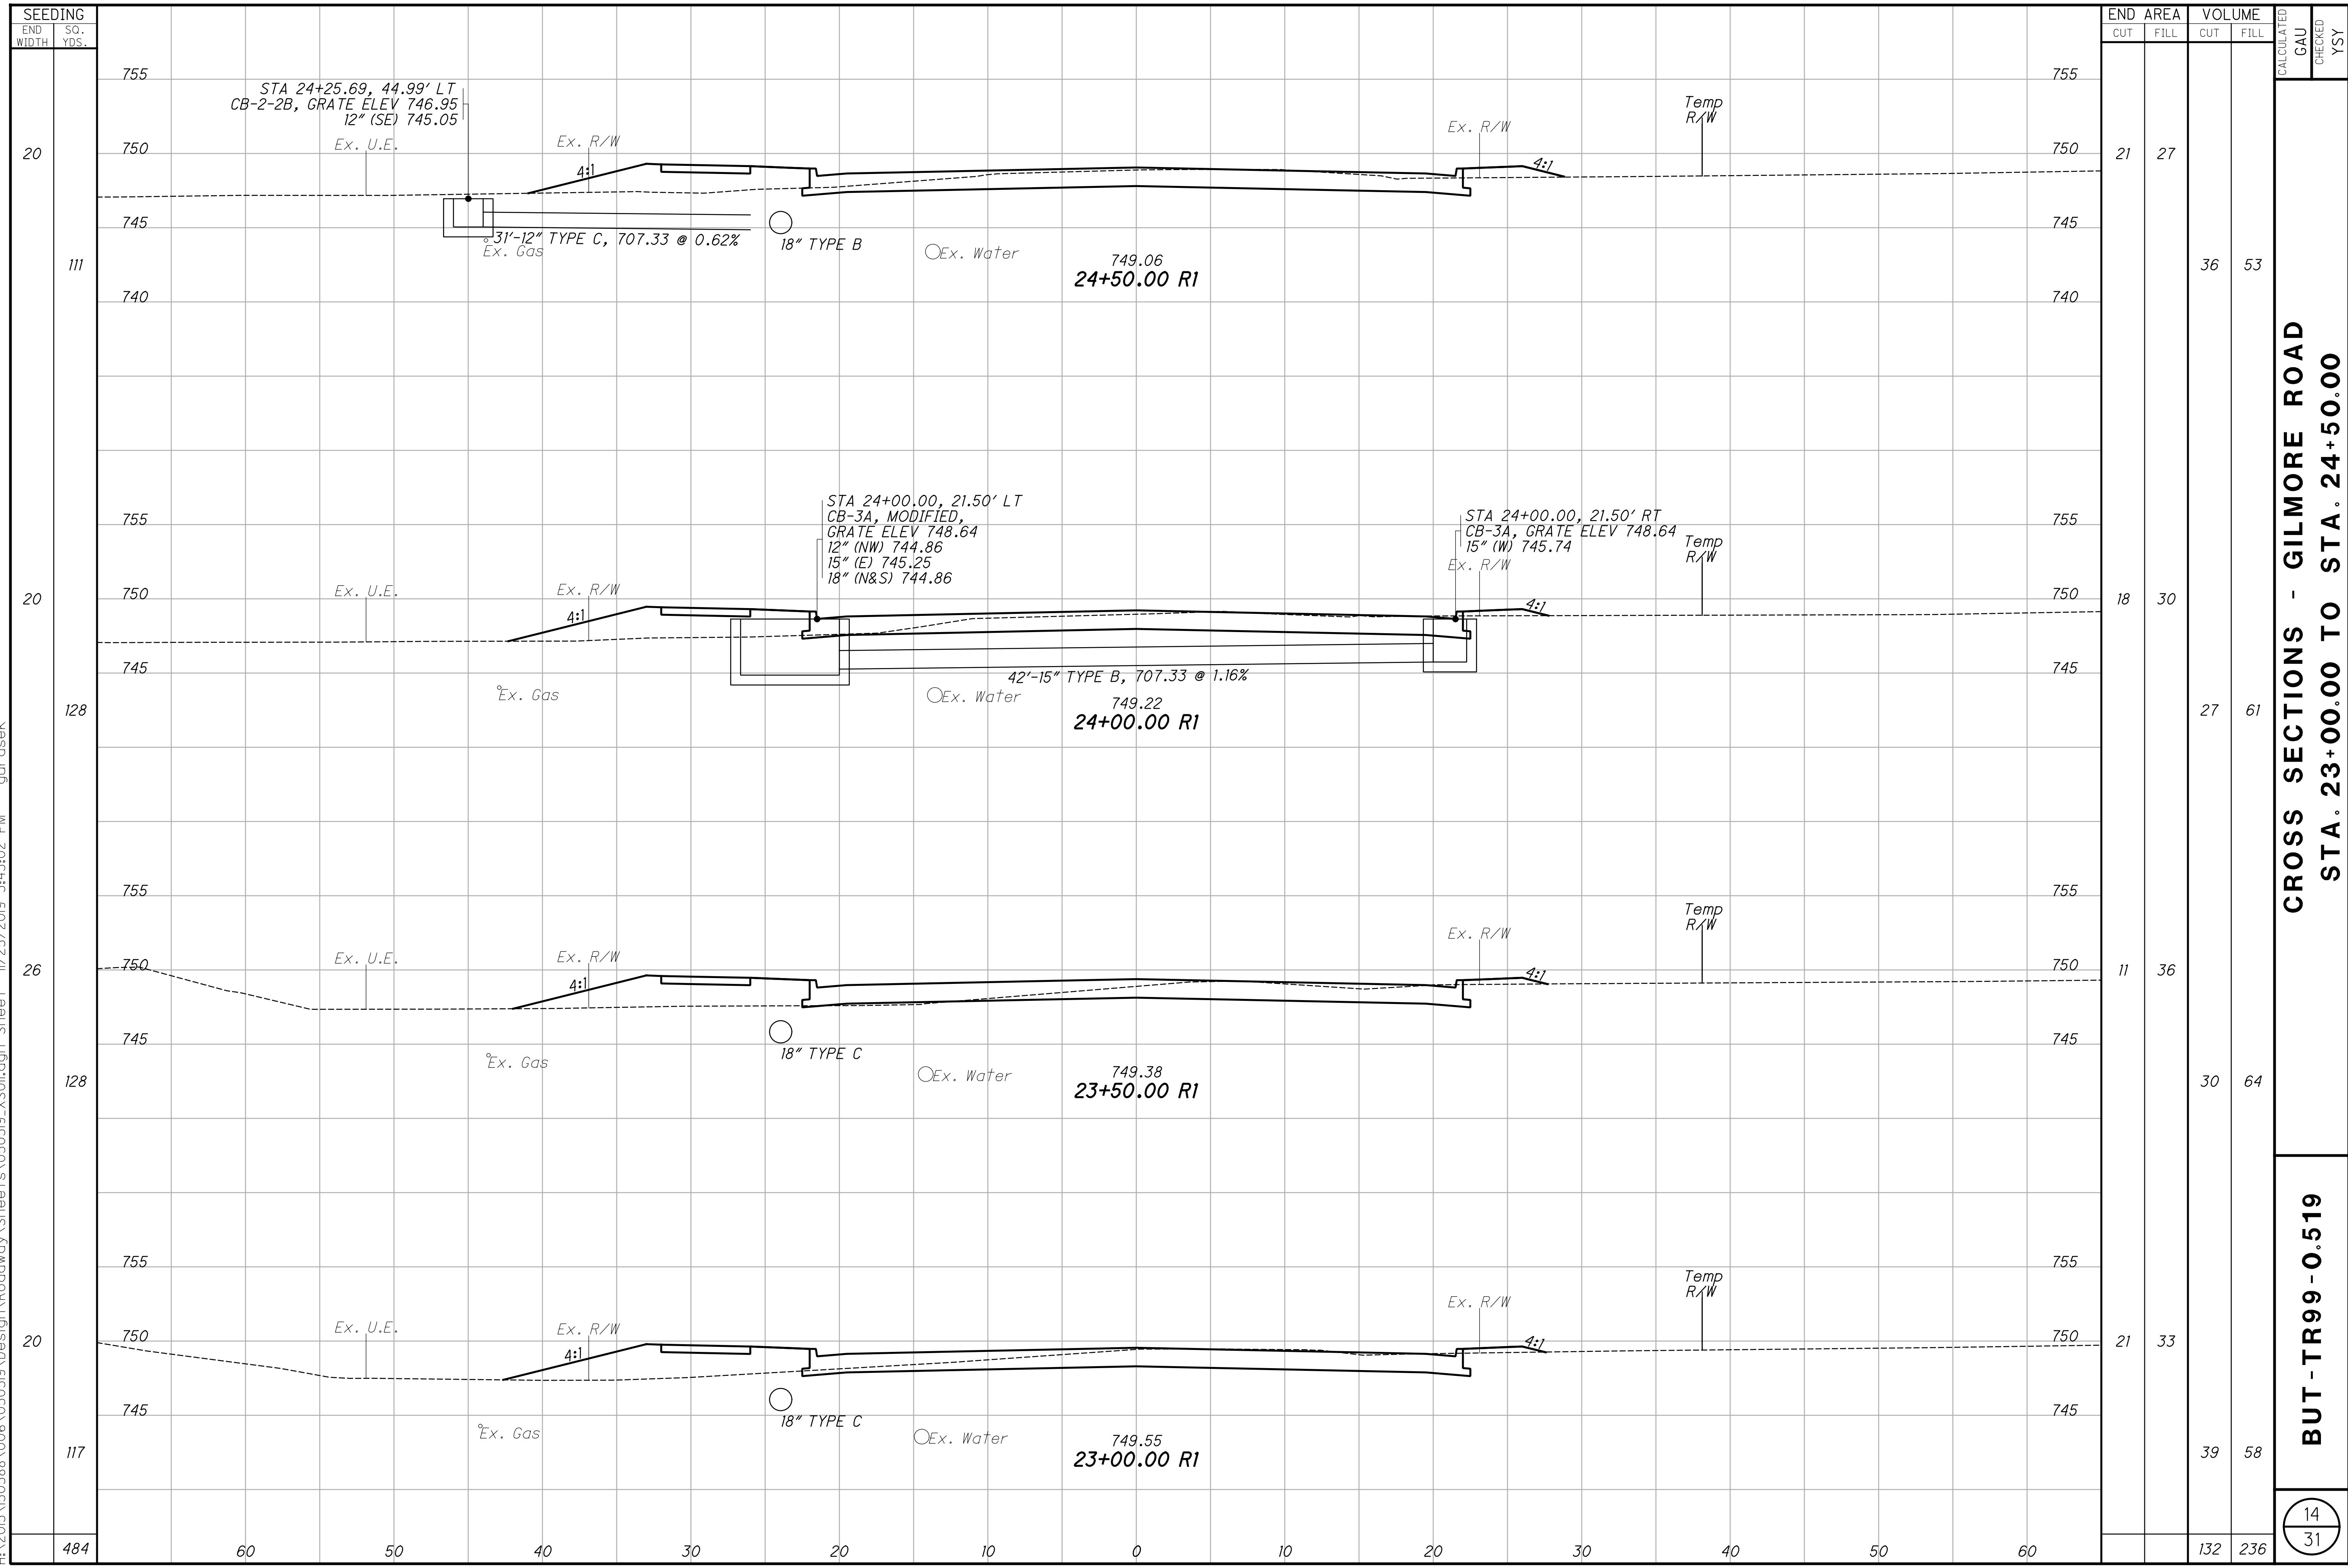 SEEDING
END WIDTH
SQ. YDS.
END AREA
VOLUME
CUT
FILL
CUT
FILL
CALCULATED
GAU
CHECKED
YSY
755
755
STA 24+25.69, 44.99' LT
CB-2-2B, GRATE ELEV 746.95
12" (SE) 745.05
Ex. U.E.
Ex. R/W
4:1
Ex. R/W
4:1
Temp
R/W
20
750
750
21
27
745
745
31'-12" TYPE C, 707.33 @ 0.62%
Ex. Gas
18" TYPE B
Ex. Water
749.06
24+50.00 R1
111
36
53
740
740
STA 24+00.00, 21.50' LT
CB-3A, MODIFIED,
GRATE ELEV 748.64
12" (NW) 744.86
15" (E) 745.25
18" (N&S) 744.86
STA 24+00.00, 21.50' RT
CB-3A, GRATE ELEV 748.64
15" (W) 745.74
755
755
Temp
R/W
Ex. U.E.
Ex. R/W
4:1
Ex. R/W
4:1
20
750
750
18
30
745
745
42'-15" TYPE B, 707.33 @ 1.16%
Ex. Gas
Ex. Water
749.22
24+00.00 R1
128
27
61
755
755
Temp
R/W
Ex. U.E.
Ex. R/W
4:1
Ex. R/W
4:1
26
750
750
11
36
745
745
18" TYPE C
Ex. Gas
Ex. Water
749.38
23+50.00 R1
128
30
64
755
755
Temp
R/W
Ex. U.E.
Ex. R/W
4:1
Ex. R/W
4:1
20
750
750
21
33
745
745
18" TYPE C
Ex. Gas
Ex. Water
749.55
23+00.00 R1
117
39
58
484
60
50
40
30
20
10
0
10
20
30
40
50
60
132
236
CROSS SECTIONS - GILMORE ROAD
STA. 23+00.00 TO STA. 24+50.00
BUT-TR99-0.519
14
31